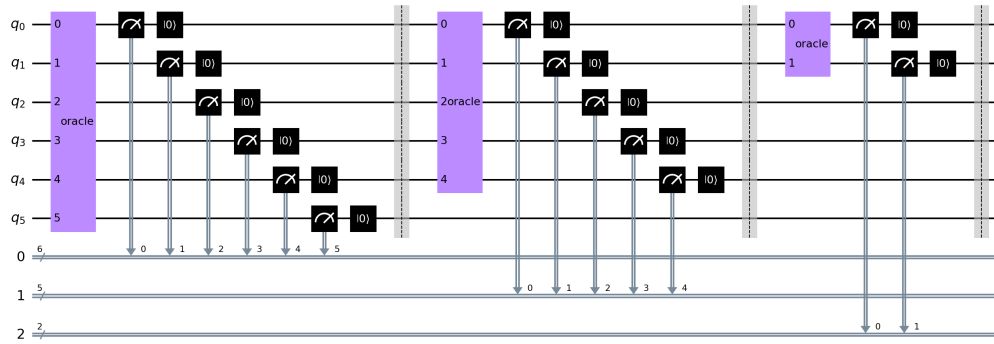 q0 0 |0⟩ 0 |0⟩ 0 |0⟩
oracle
q1 1 |0⟩ 1 |0⟩ 1 |0⟩
q2 2 |0⟩ 2oracle |0⟩
oracle
q3 3 |0⟩ 3 |0⟩
q4 4 |0⟩ 4 |0⟩
q5 5 |0⟩
6 0 1 2 3 4 5
0
5 0 1 2 3 4
1
2 0 1
2